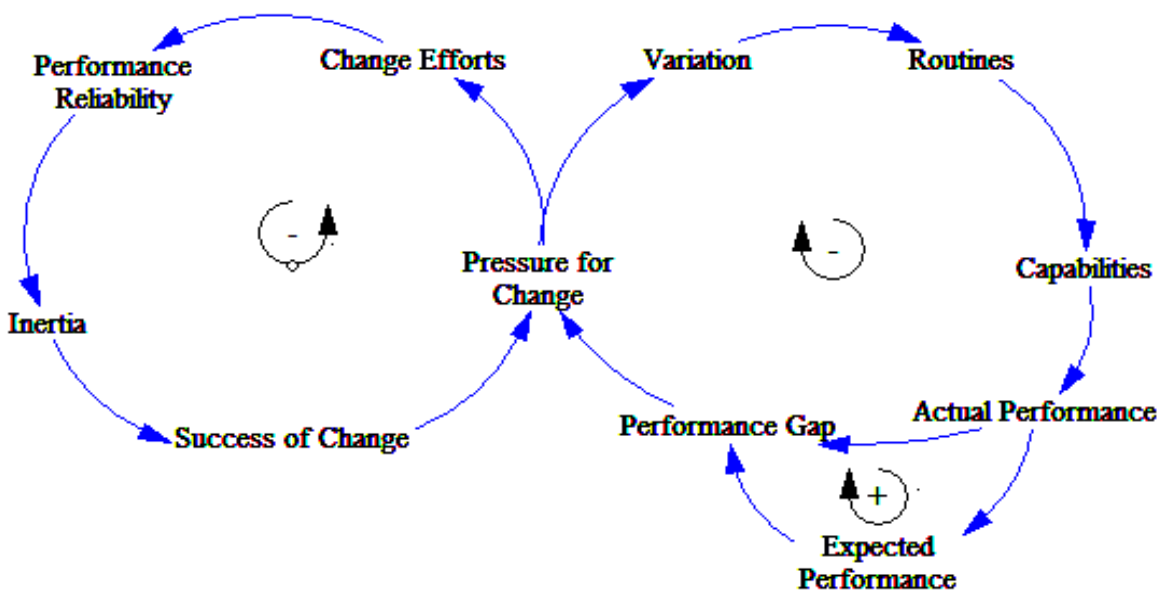 Performance
Reliability
Change Efforts
Variation
Routines
-
-
Pressure for
Change
Capabilities
Inertia
Success of Change
Performance Gap
Actual Performance
+
Expected
Performance